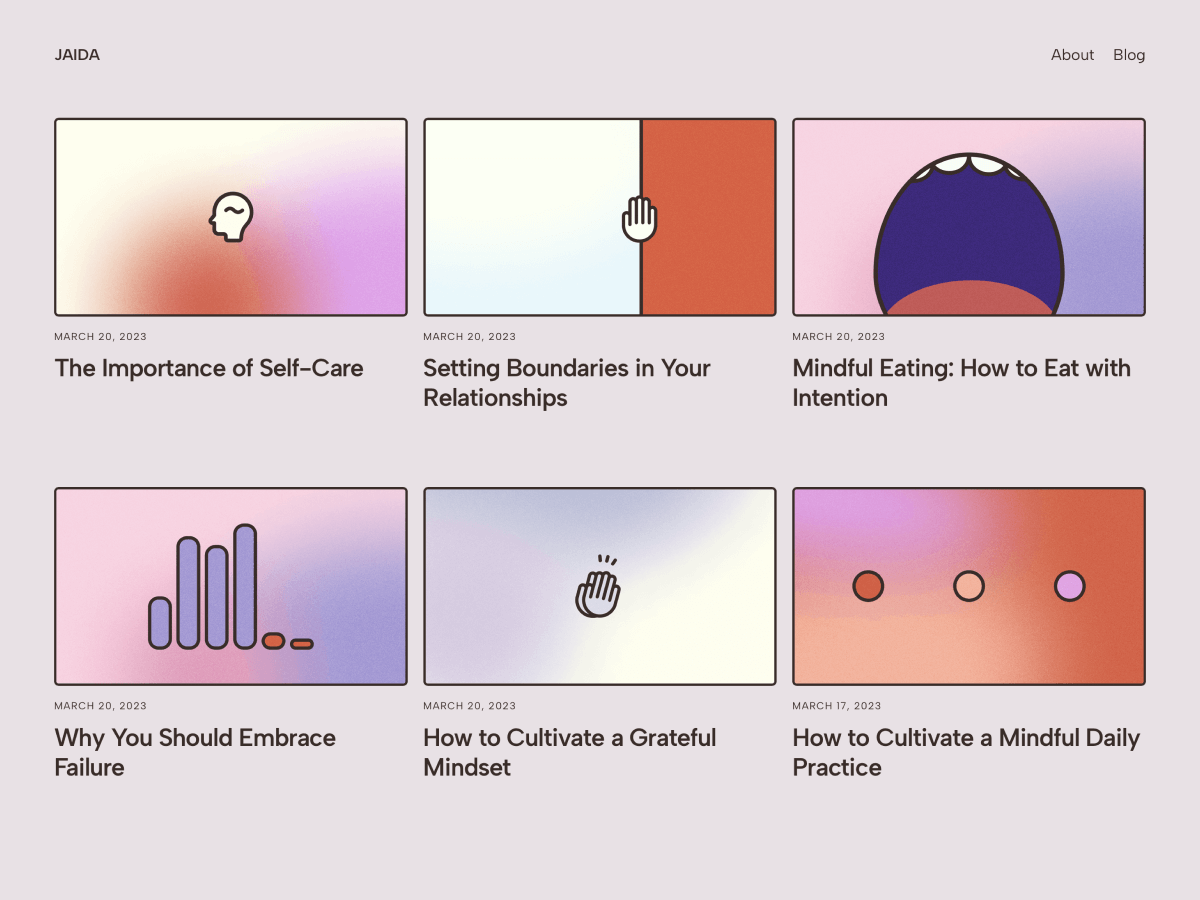 JAIDA
About Blog
MARCH 20, 2023
The Importance of Self-Care
MARCH 20, 2023
Setting Boundaries in Your
Relationships
MARCH 20, 2023
Mindful Eating: How to Eat with
Intention
MARCH 20, 2023
Why You Should Embrace
Failure
MARCH 20, 2023
How to Cultivate a Grateful
Mindset
MARCH 17, 2023
How to Cultivate a Mindful Daily
Practice